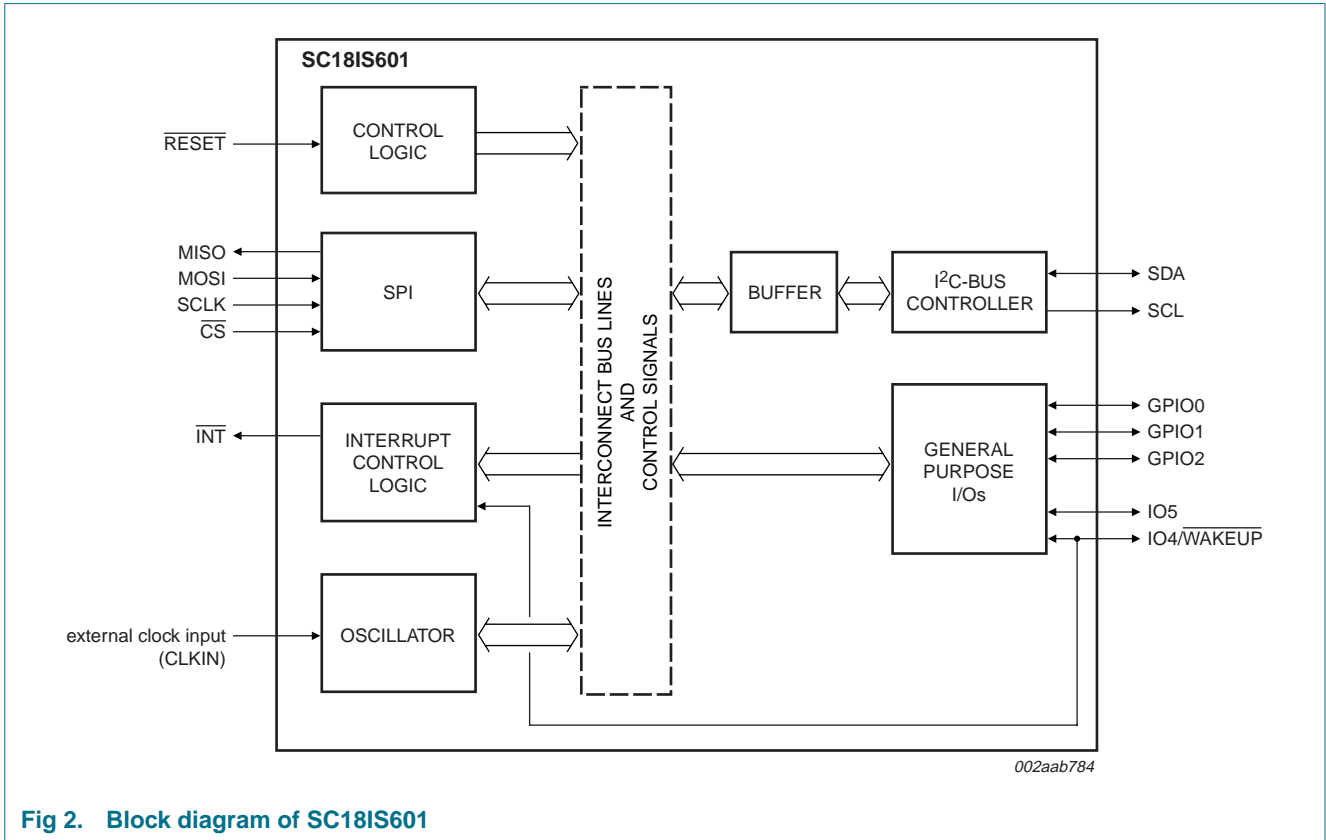 SC18IS601
RESET
CONTROL
LOGIC
MISO
MOSI
SCLK
CS
SPI
INT
INTERRUPT
CONTROL
LOGIC
external clock input
(CLKIN)
OSCILLATOR
INTERCONNECT BUS LINES
AND
CONTROL SIGNALS
BUFFER
I²C-BUS
CONTROLLER
SDA
SCL
GENERAL
PURPOSE
I/Os
GPIO0
GPIO1
GPIO2
IO5
IO4/WAKEUP
002aab784
Fig 2. Block diagram of SC18IS601